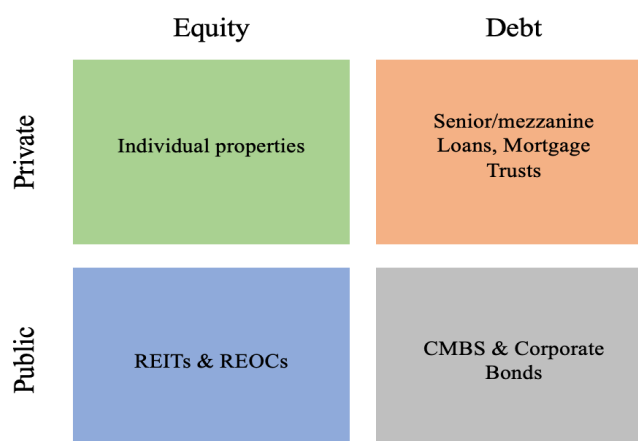 Equity
Debt
Private
Individual properties
Senior/mezzanine
Loans, Mortgage
Trusts
Public
REITs & REOCs
CMBS & Corporate
Bonds